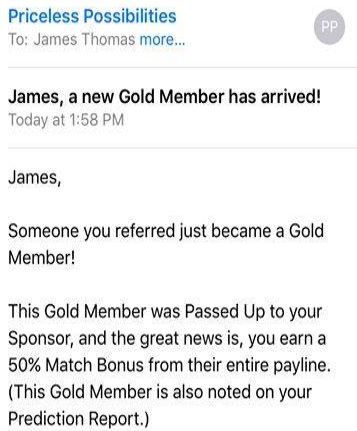 Priceless Possibilities
PP
To: James Thomas more...
James, a new Gold Member has arrived!
Today at 1:58 PM
James,
Someone you referred just became a Gold
Member!
This Gold Member was Passed Up to your
Sponsor, and the great news is, you earn a
50% Match Bonus from their entire payline.
(This Gold Member is also noted on your
Prediction Report.)